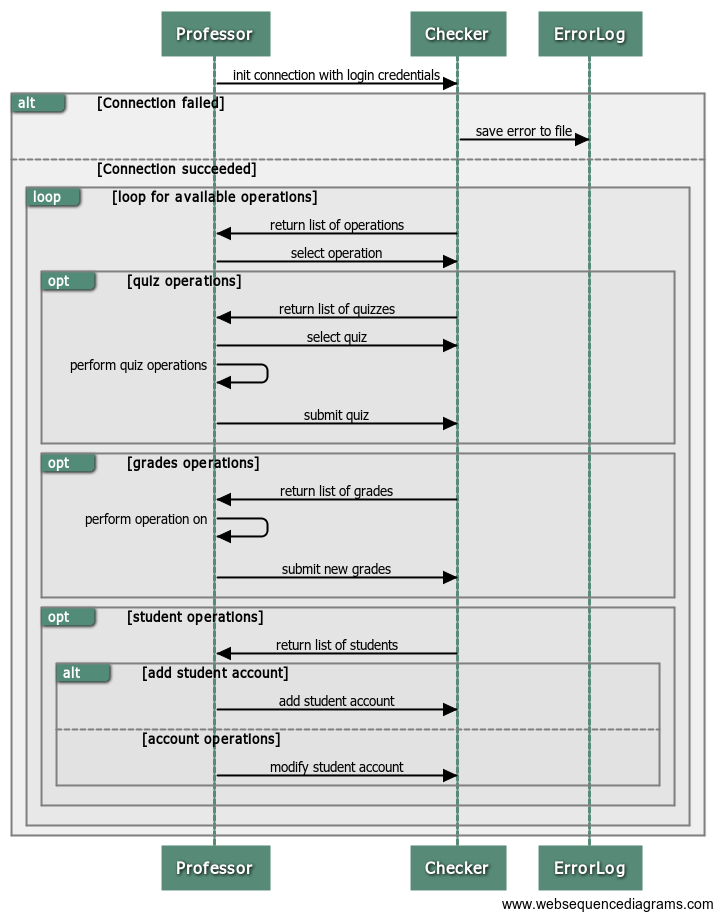 Professor Checker ErrorLog
init connection with login credentials
alt [Connection failed]
save error to file
[Connection succeeded]
loop [loop for available operations]
return list of operations
select operation
opt [quiz operations]
return list of quizzes
select quiz
perform quiz operations
submit quiz
opt [grades operations]
return list of grades
perform operation on
submit new grades
opt [student operations]
return list of students
alt [add student account]
add student account
[account operations]
modify student account
Professor Checker ErrorLog
www.websequencediagrams.com